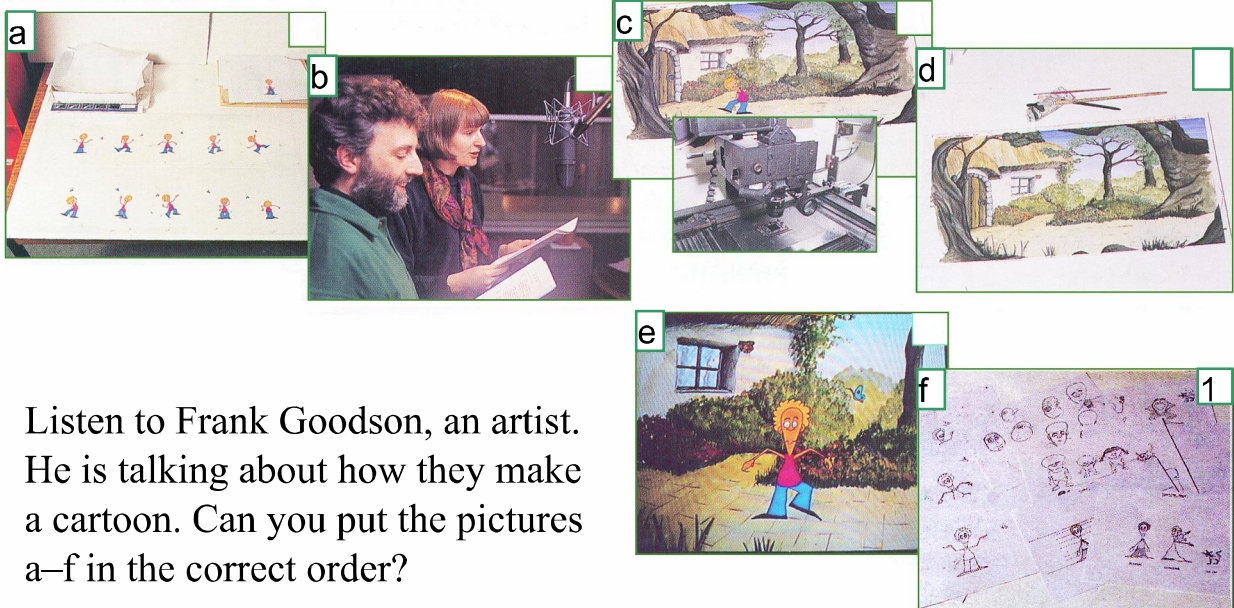 a
b
c
d
e
f
1
Listen to Frank Goodson, an artist.
He is talking about how they make
a cartoon. Can you put the pictures
a–f in the correct order?